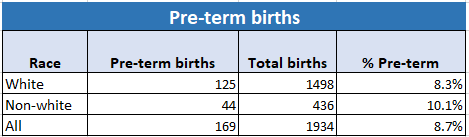 Pre-term births
Race Pre-term births Total births % Pre-term
White 125 1498 8.3%
Non-white 44 436 10.1%
All 169 1934 8.7%